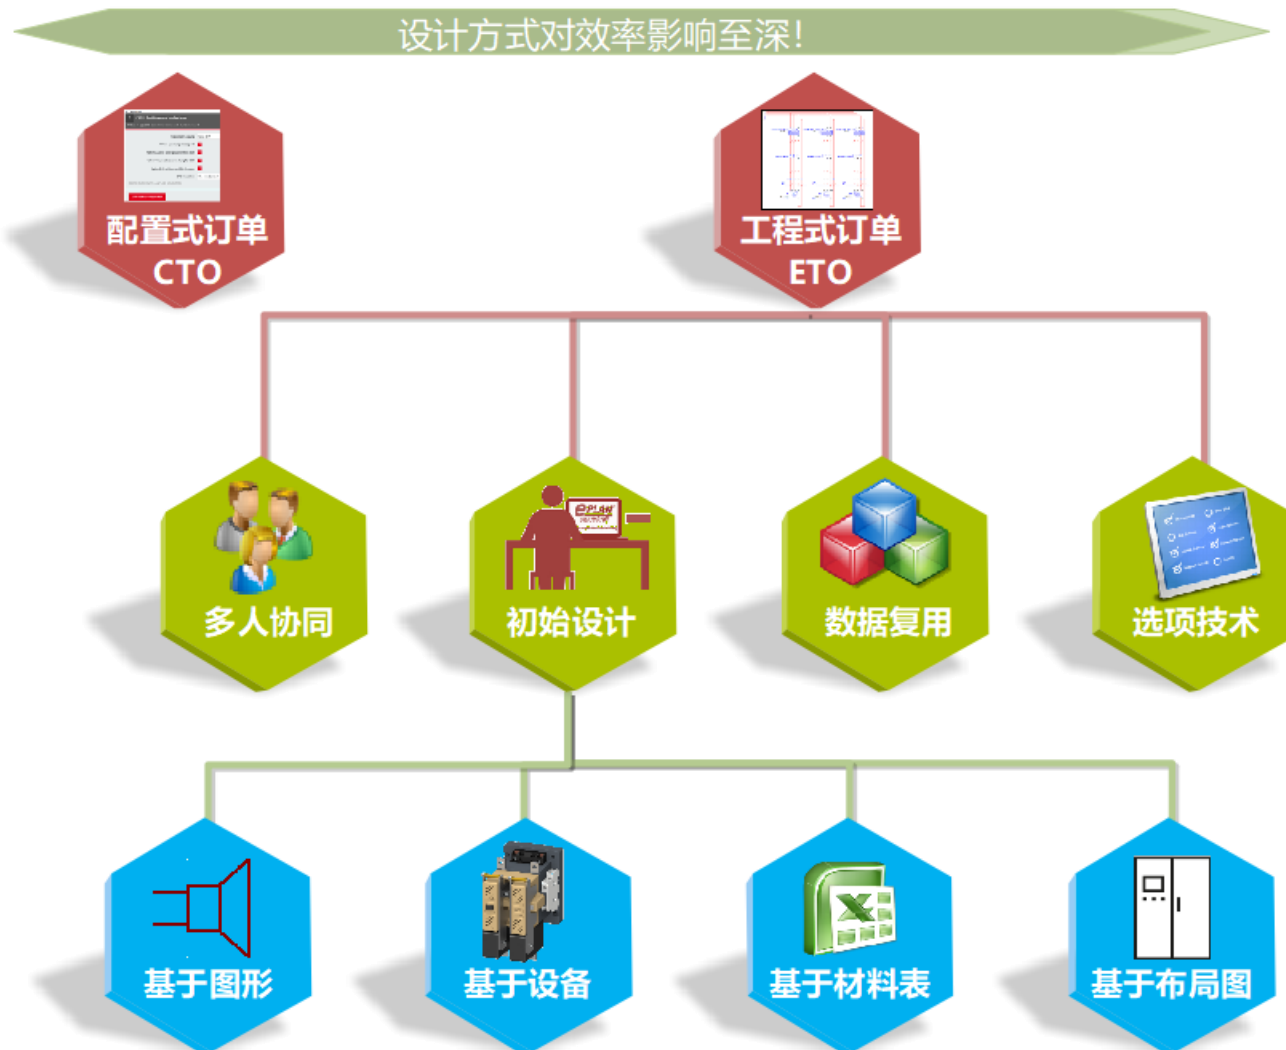 设计方式对效率影响至深!
配置式订单
CTO
工程式订单
ETO
多人协同
ePLAN
初始设计
数据复用
选项技术
基于图形
基于设备
基于材料表
基于布局图